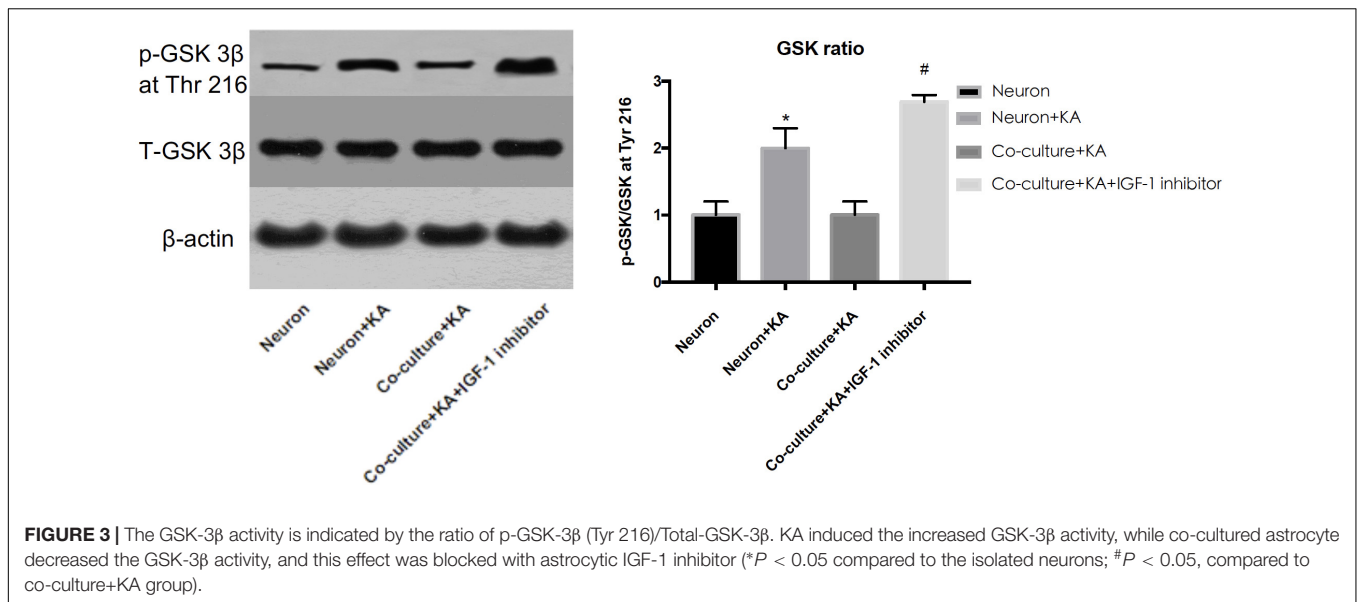 p-GSK 3β
at Thr 216
T-GSK 3β
β-actin
Neuron
Neuron+KA
Co-culture+KA
Co-culture+KA+IGF-1 inhibitor
GSK ratio
p-GSK/GSK at Tyr 216
3
2
1
0
*
#
Neuron
Neuron+KA
Co-culture+KA
Co-culture+KA+IGF-1 inhibitor
Neuron
Neuron+KA
Co-culture+KA
Co-culture+KA+IGF-1 inhibitor
FIGURE 3 | The GSK-3β activity is indicated by the ratio of p-GSK-3β (Tyr 216)/Total-GSK-3β. KA induced the increased GSK-3β activity, while co-cultured astrocyte
decreased the GSK-3β activity, and this effect was blocked with astrocytic IGF-1 inhibitor (*P < 0.05 compared to the isolated neurons; #P < 0.05, compared to
co-culture+KA group).